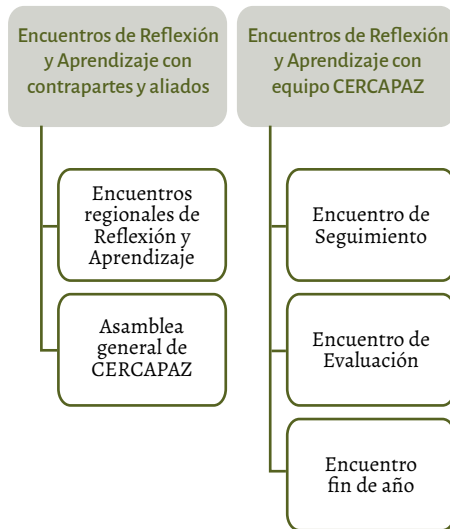 Encuentros de Reflexión
y Aprendizaje con
contrapartes y aliados
Encuentros
regionales de
Reflexión y
Aprendizaje
Asamblea
general de
CERCAPAZ
Encuentros de Reflexión
y Aprendizaje con
equipo CERCAPAZ
Encuentro de
Seguimiento
Encuentro de
Evaluación
Encuentro
fin de año